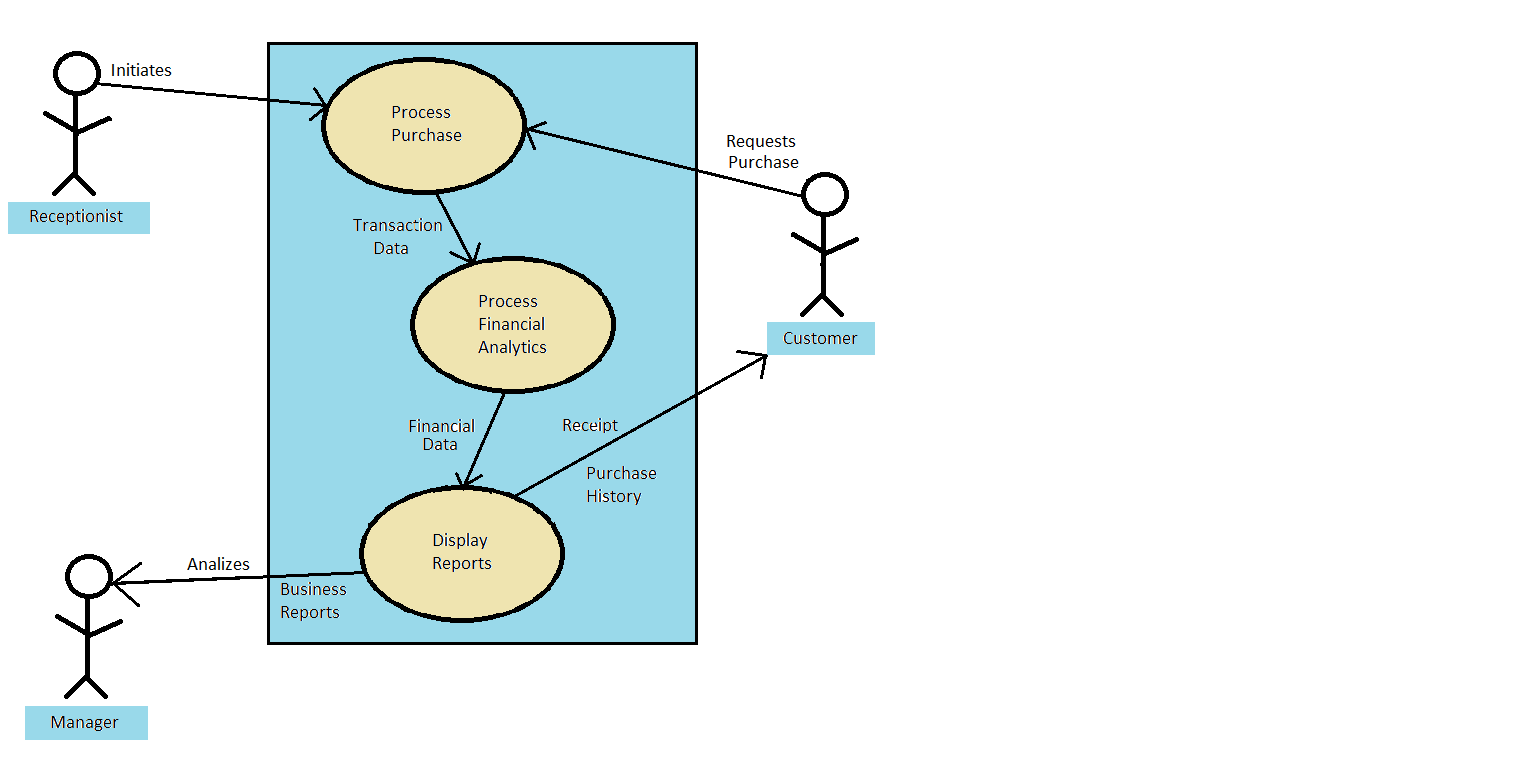 Initiates
Receptionist
Process
Purchase
Requests
Purchase
Customer
Transaction
Data
Process
Financial
Analytics
Financial
Data
Receipt
Purchase
History
Display
Reports
Analizes
Business
Reports
Manager